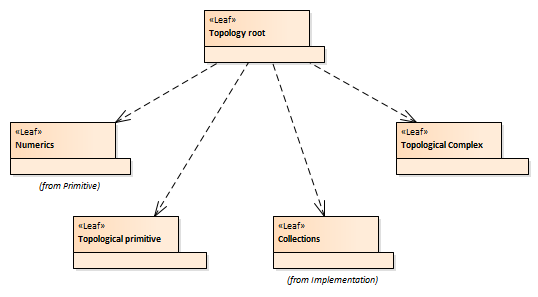 «Leaf»
Topology root
«Leaf»
Numerics
(from Primitive)
«Leaf»
Topological Complex
«Leaf»
Topological primitive
«Leaf»
Collections
(from Implementation)